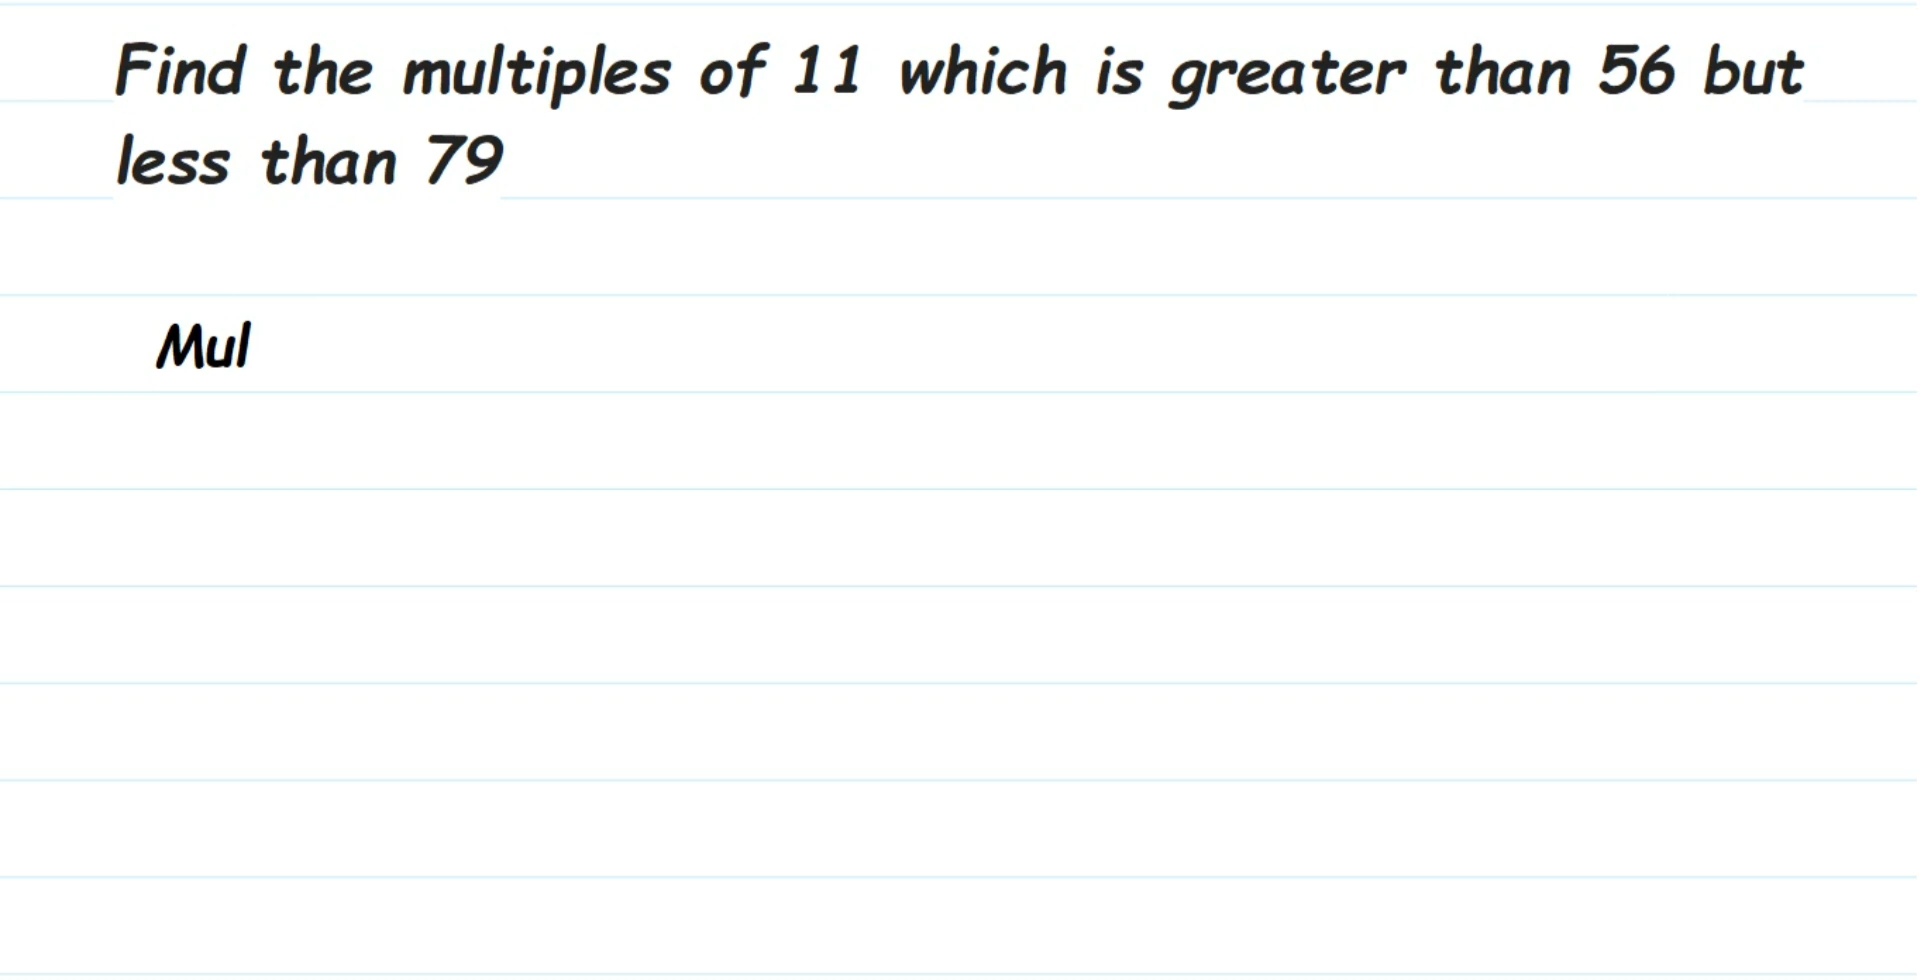 Find the multiples of 11 which is greater than 56 but
less than 79
Mul